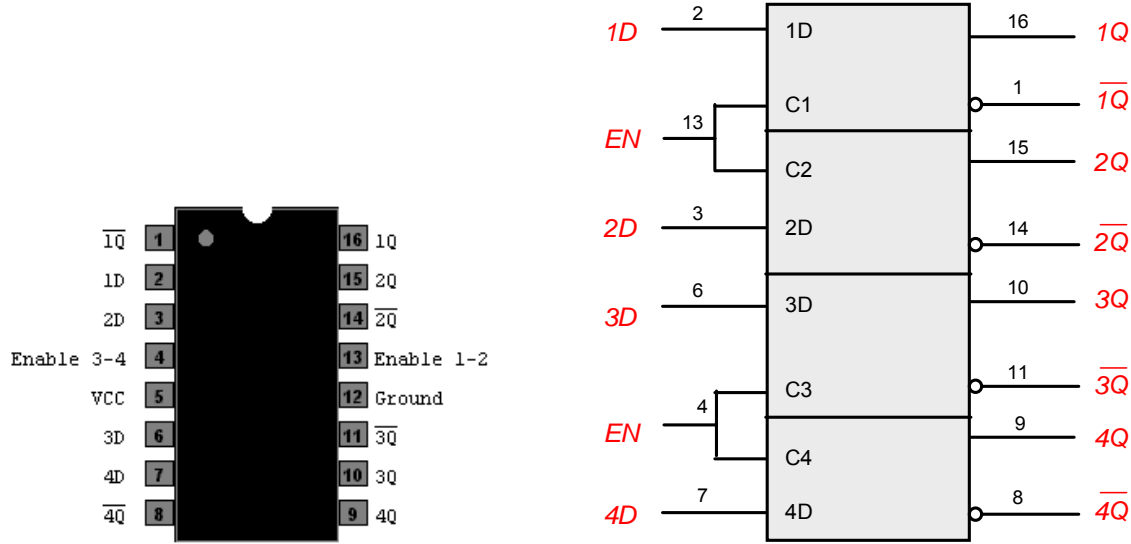 1Q̅ 1 16 1Q
1D 2 15 2Q
2D 3 14 2Q̅
Enable 3-4 4 13 Enable 1-2
VCC 5 12 Ground
3D 6 11 3Q̅
4D 7 10 3Q
4Q̅ 8 9 4Q
1D 2 1D 16 1Q
C1 1 1Q̅
EN 13
C2 15 2Q
2D 3 2D 14 2Q̅
3D 6 3D 10 3Q
C3 11 3Q̅
EN 4
C4 9 4Q
4D 7 4D 8 4Q̅